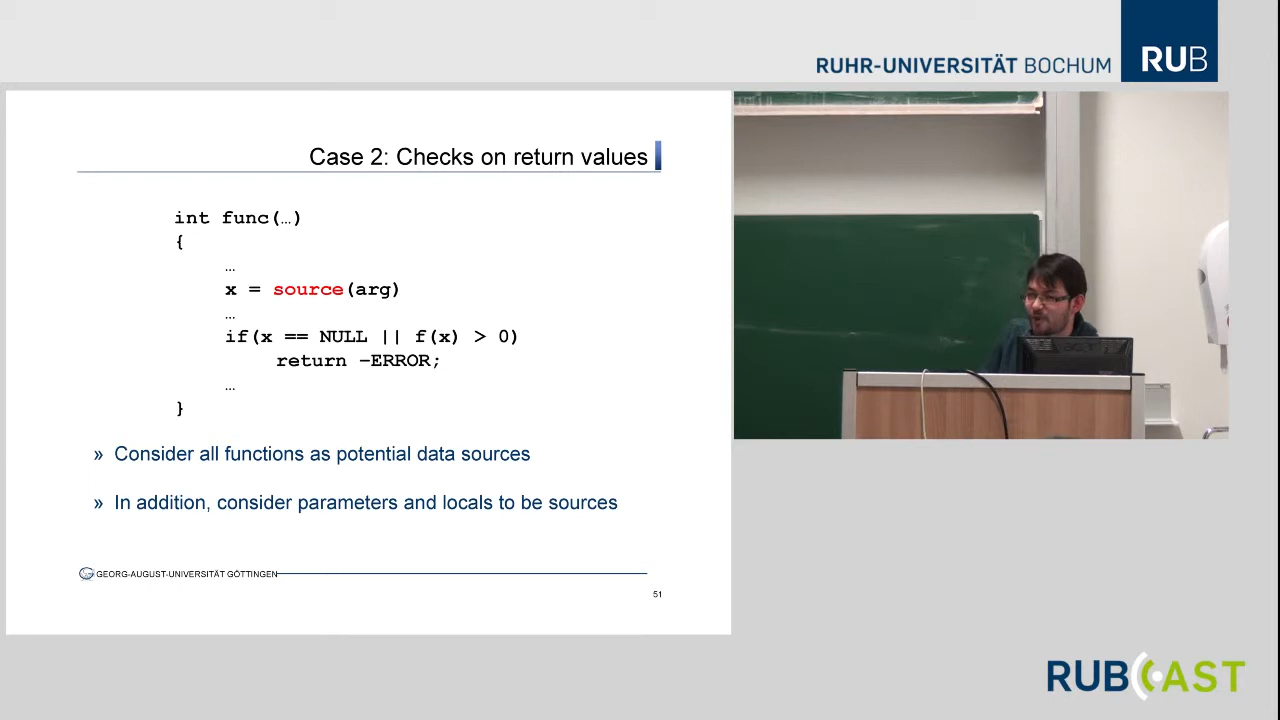 RUHR-UNIVERSITÄT BOCHUM RUB
Case 2: Checks on return values
int func(…)
{
…
x = source(arg)
…
if(x == NULL || f(x) > 0)
return –ERROR;
…
}
» Consider all functions as potential data sources
» In addition, consider parameters and locals to be sources
GEORG-AUGUST-UNIVERSITÄT GÖTTINGEN
51
RUBCAST